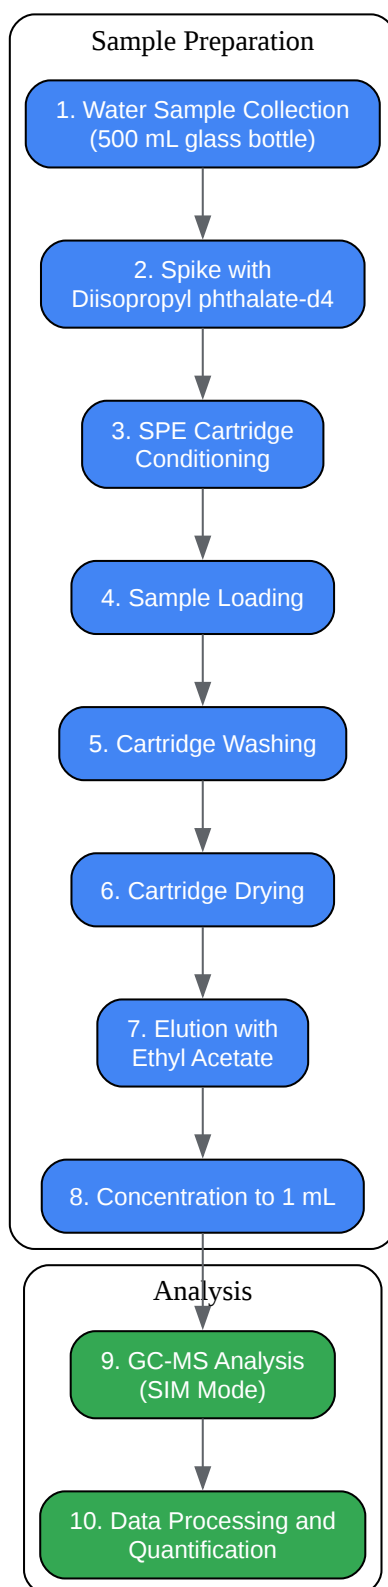 Sample Preparation
1. Water Sample Collection
(500 mL glass bottle)
2. Spike with
Diisopropyl phthalate-d4
3. SPE Cartridge
Conditioning
4. Sample Loading
5. Cartridge Washing
6. Cartridge Drying
7. Elution with
Ethyl Acetate
8. Concentration to 1 mL
Analysis
9. GC-MS Analysis
(SIM Mode)
10. Data Processing and
Quantification